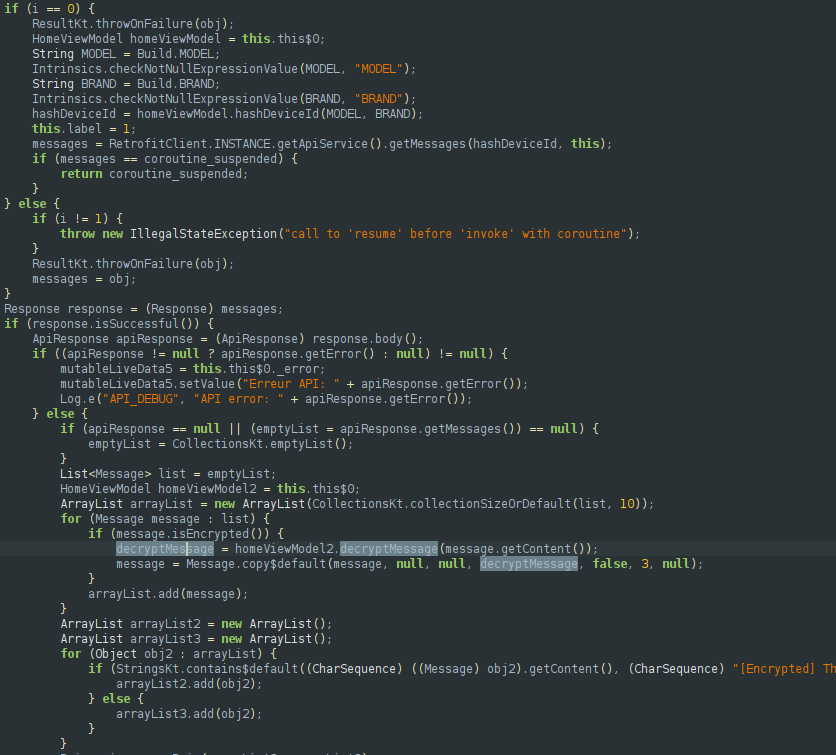 if (i == 0) {
ResultKt.throwOnFailure(obj);
HomeViewModel homeViewModel = this.this$0;
String MODEL = Build.MODEL;
Intrinsics.checkNotNullExpressionValue(MODEL, "MODEL");
String BRAND = Build.BRAND;
Intrinsics.checkNotNullExpressionValue(BRAND, "BRAND");
hashDeviceId = homeViewModel.hashDeviceId(MODEL, BRAND);
this.label = 1;
messages = RetrofitClient.INSTANCE.getApiService().getMessages(hashDeviceId, this);
if (messages == coroutine_suspended) {
return coroutine_suspended;
}
} else {
if (i != 1) {
throw new IllegalStateException("call to 'resume' before 'invoke' with coroutine");
}
ResultKt.throwOnFailure(obj);
messages = obj;
}
Response response = (Response) messages;
if (response.isSuccessful()) {
ApiResponse apiResponse = (ApiResponse) response.body();
if ((apiResponse != null ? apiResponse.getError() : null) != null) {
mutableLiveData5 = this.this$0._error;
mutableLiveData5.setValue("Erreur API: " + apiResponse.getError());
Log.e("API_DEBUG", "API error: " + apiResponse.getError());
} else {
if (apiResponse == null || (emptyList = apiResponse.getMessages()) == null) {
emptyList = CollectionsKt.emptyList();
}
List<Message> list = emptyList;
HomeViewModel homeViewModel2 = this.this$0;
ArrayList arrayList = new ArrayList(CollectionsKt.collectionSizeOrDefault(list, 10));
for (Message message : list) {
if (message.isEncrypted()) {
decryptMessage = homeViewModel2.decryptMessage(message.getContent());
message = Message.copy$default(message, null, null, decryptMessage, false, 3, null);
}
arrayList.add(message);
}
ArrayList arrayList2 = new ArrayList();
ArrayList arrayList3 = new ArrayList();
for (Object obj2 : arrayList) {
if (StringsKt.contains$default((CharSequence) ((Message) obj2).getContent(), (CharSequence) "[Encrypted] Th
arrayList2.add(obj2);
} else {
arrayList3.add(obj2);
}
}